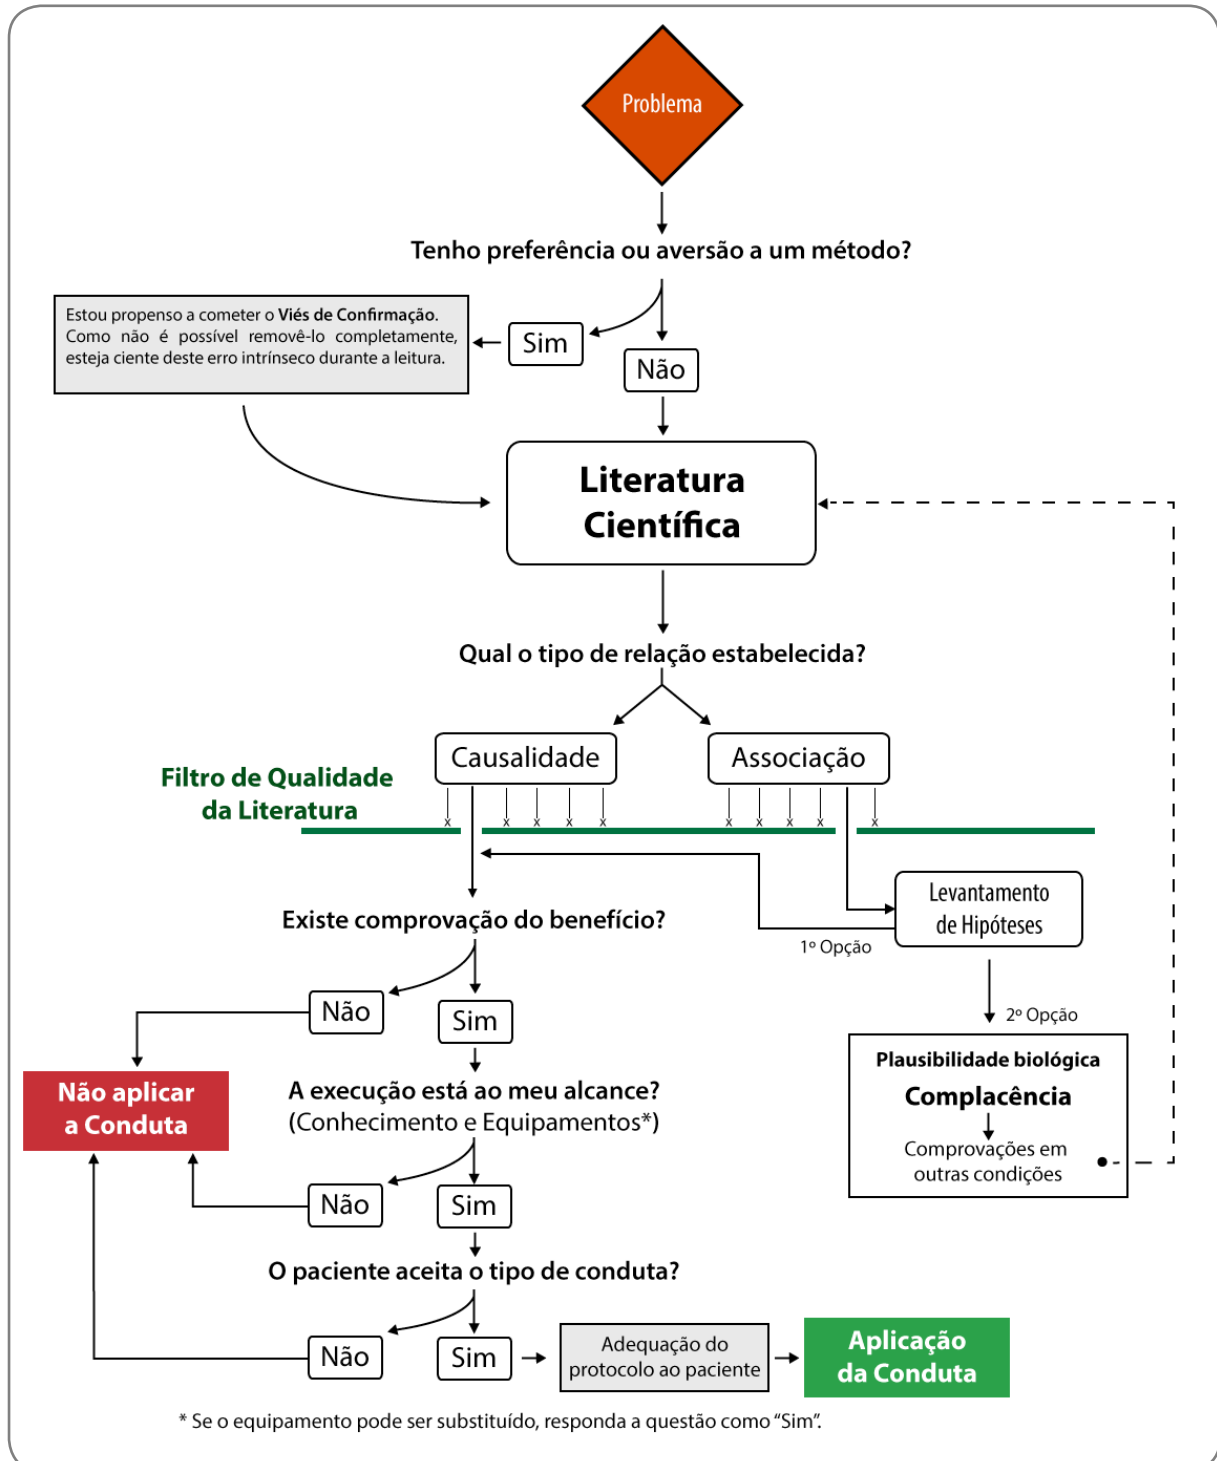 Problema
Tenho preferência ou aversão a um método?
Estou propenso a cometer o Viés de Confirmação.
Como não é possível removê-lo completamente,
esteja ciente deste erro intrínseco durante a leitura.
Sim
Não
Literatura
Científica
Qual o tipo de relação estabelecida?
Causalidade
Associação
Filtro de Qualidade
da Literatura
x x x x x x x x x x
Existe comprovação do benefício?
Levantamento
de Hipóteses
1º Opção
2º Opção
Não
Sim
Plausibilidade biológica
Complacência
Comprovações em
outras condições
Não aplicar
a Conduta
A execução está ao meu alcance?
(Conhecimento e Equipamentos*)
Não
Sim
O paciente aceita o tipo de conduta?
Não
Sim
Adequação do
protocolo ao paciente
Aplicação
da Conduta
* Se o equipamento pode ser substituído, responda a questão como “Sim”.